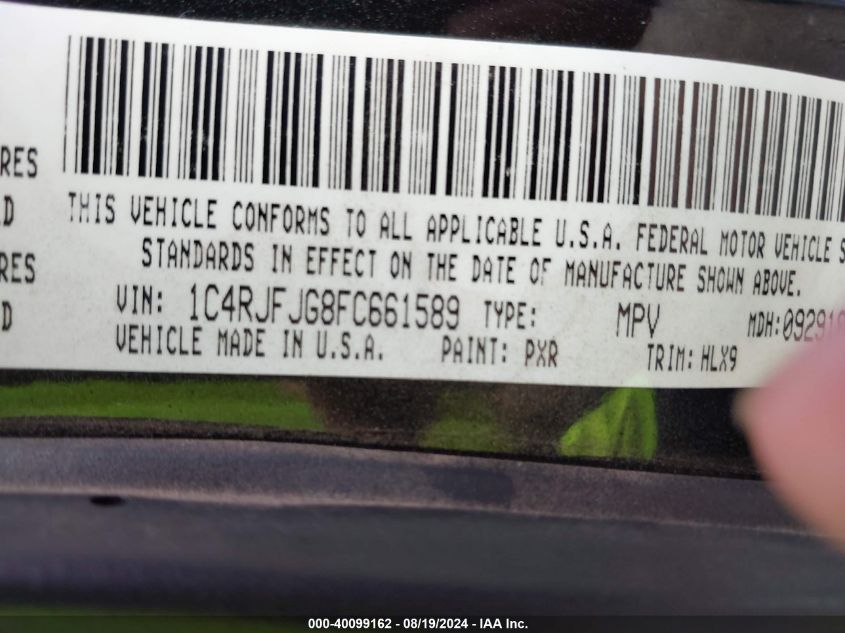 RES
THIS VEHICLE CONFORMS TO ALL APPLICABLE U.S.A. FEDERAL MOTOR VEHICLE S
D
STANDARDS IN EFFECT ON THE DATE OF MANUFACTURE SHOWN ABOVE.
RES
VIN: 1C4RJFJG8FC661589 TYPE: MPV MDH:09291
D
VEHICLE MADE IN U.S.A. PAINT: PXR TRIM: HLX9
000-40099162 - 08/19/2024 - IAA Inc.